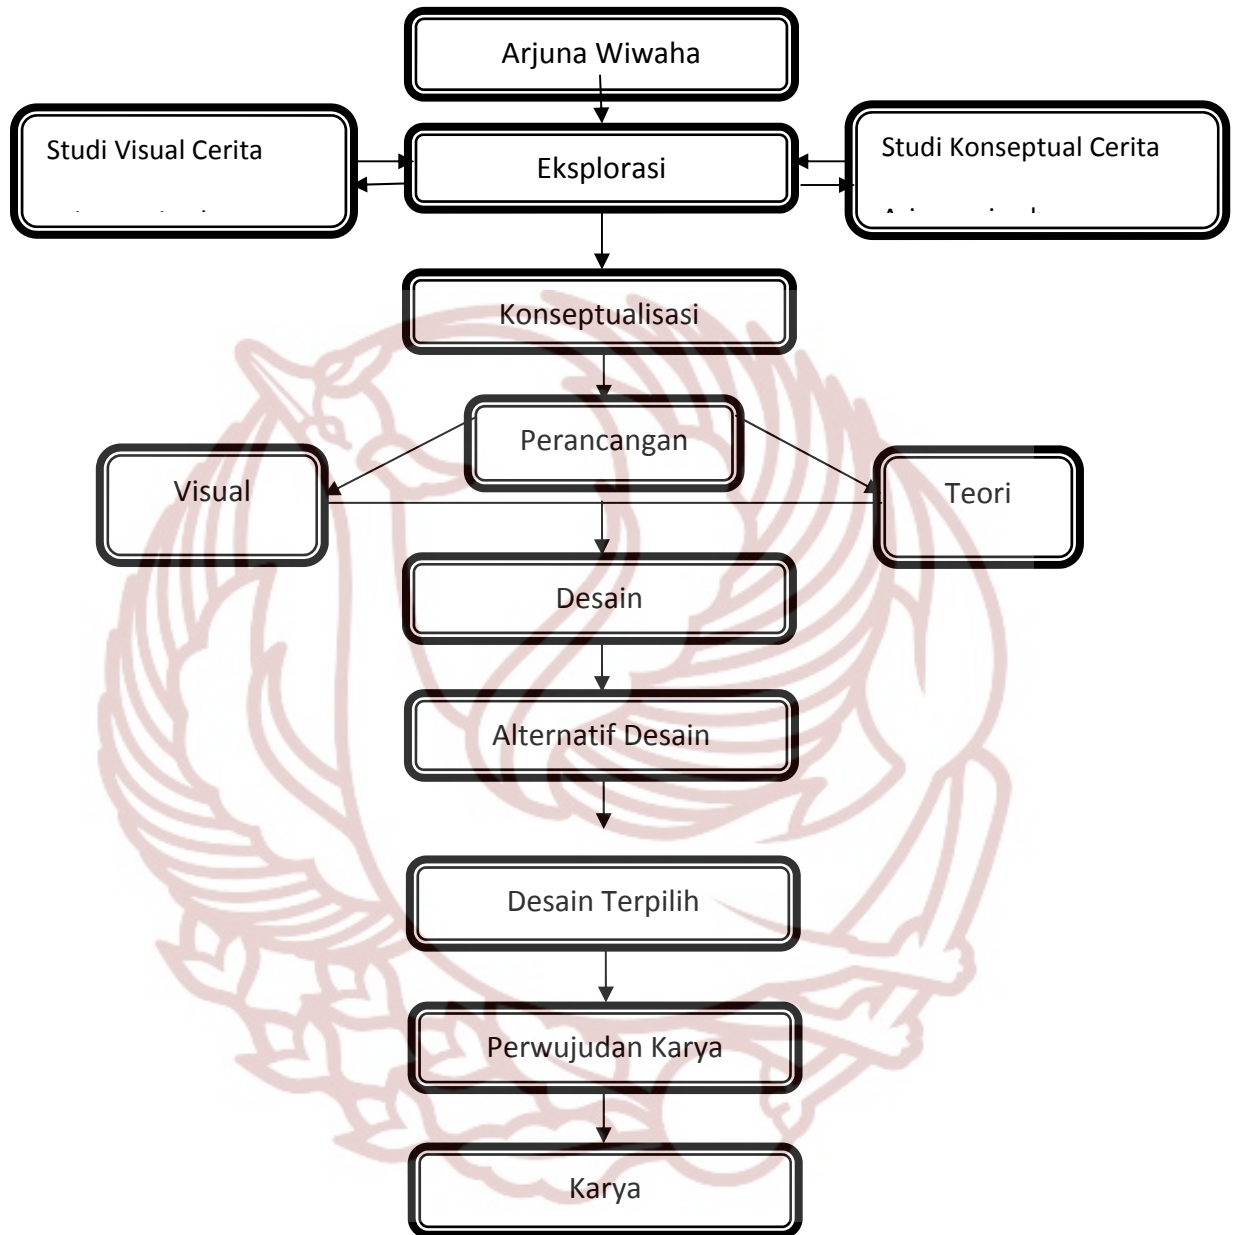 Arjuna Wiwaha
Studi Visual Cerita
Eksplorasi
Studi Konseptual Cerita
Konseptualisasi
Perancangan
Visual
Teori
Desain
Alternatif Desain
Desain Terpilih
Perwujudan Karya
Karya